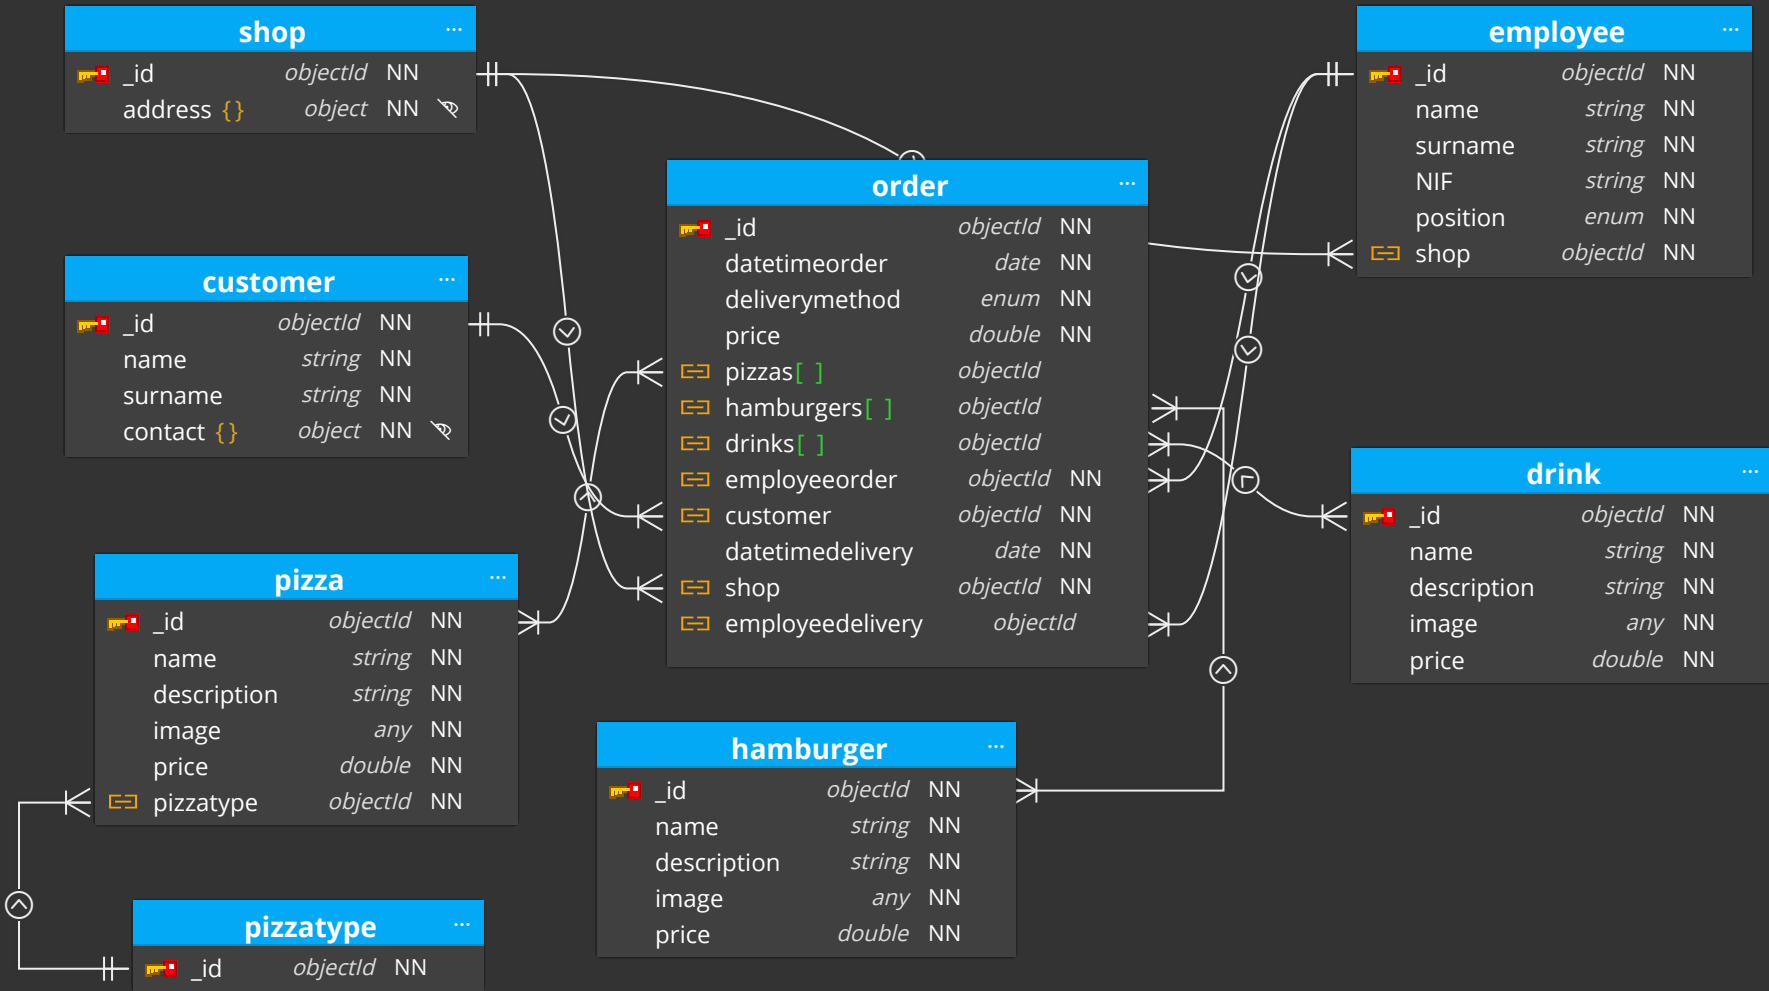 shop ...
_id objectId NN
address {} object NN
employee ...
_id objectId NN
name string NN
surname string NN
NIF string NN
position enum NN
shop objectId NN
order ...
_id objectId NN
datetimeorder date NN
deliverymethod enum NN
price double NN
pizzas[ ] objectId
hamburgers[ ] objectId
drinks[ ] objectId
employeeorder objectId NN
customer objectId NN
datetimedelivery date NN
shop objectId NN
employeedelivery objectId
customer ...
_id objectId NN
name string NN
surname string NN
contact {} object NN
drink ...
_id objectId NN
name string NN
description string NN
image any NN
price double NN
pizza ...
_id objectId NN
name string NN
description string NN
image any NN
price double NN
pizzatype objectId NN
hamburger ...
_id objectId NN
name string NN
description string NN
image any NN
price double NN
pizzatype ...
_id objectId NN